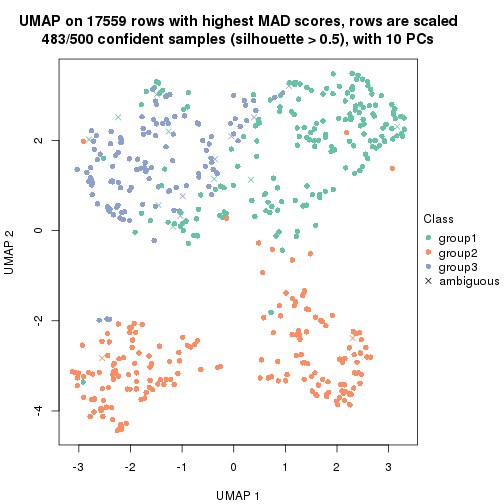 UMAP on 17559 rows with highest MAD scores, rows are scaled
483/500 confident samples (silhouette > 0.5), with 10 PCs
UMAP 2
2
0
-2
-4
-3
-2
-1
0
1
2
3
UMAP 1
Class
group1
group2
group3
ambiguous